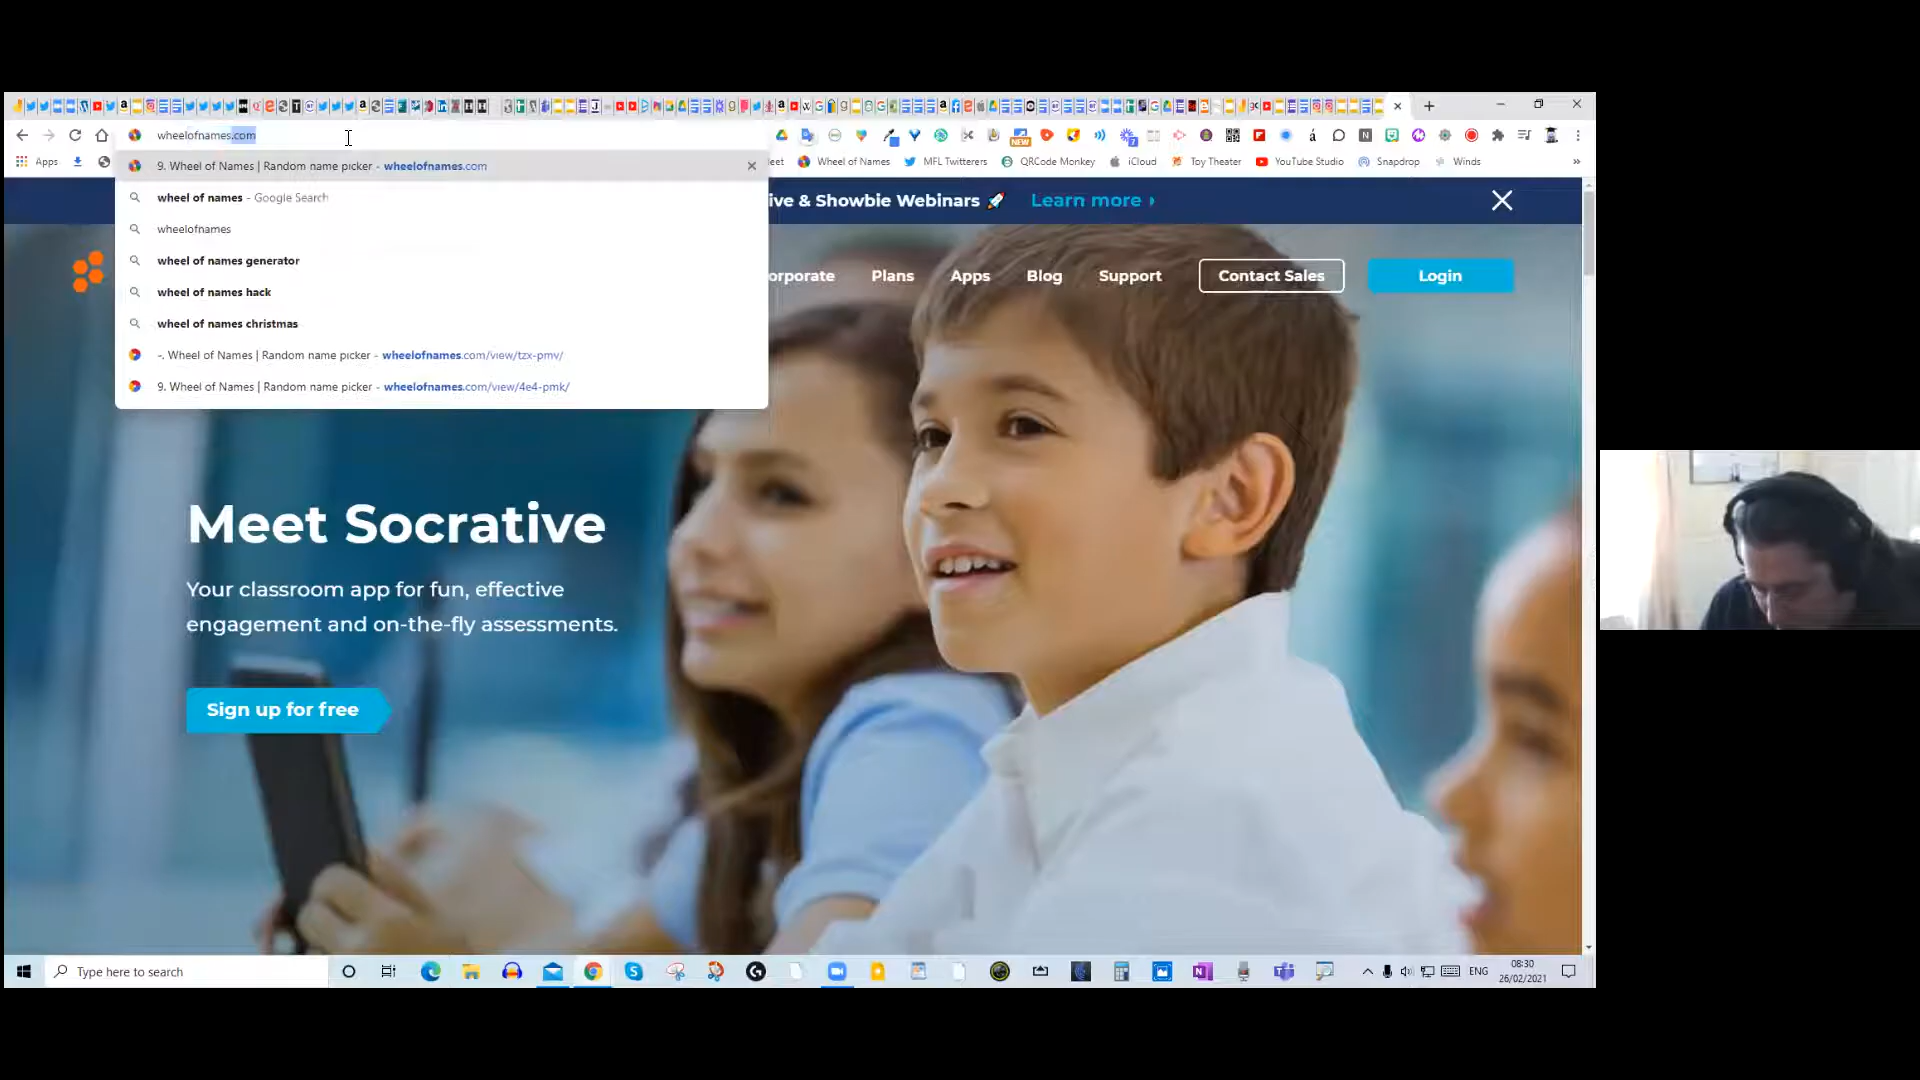 wheelofnames.com
Apps
leet
Wheel of Names
MFL Twitterers
QRCode Monkey
iCloud
Toy Theater
YouTube Studio
Snapdrop
Winds
»
NEW
9. Wheel of Names | Random name picker - wheelofnames.com
wheel of names - Google Search
wheelofnames
wheel of names generator
wheel of names hack
wheel of names christmas
-. Wheel of Names | Random name picker - wheelofnames.com/view/tzx-pmv/
9. Wheel of Names | Random name picker - wheelofnames.com/view/4e4-pmk/
ive & Showbie Webinars 🚀 Learn more ›
orporate
Plans
Apps
Blog
Support
Contact Sales
Login
Meet Socrative
Your classroom app for fun, effective
engagement and on-the-fly assessments.
Sign up for free
Type here to search
ENG
08:30
26/02/2021